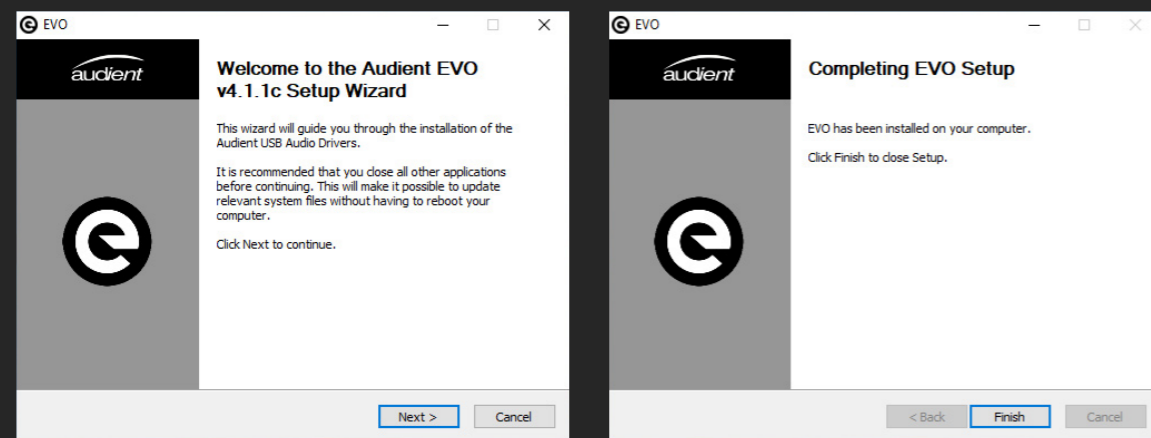 EVO
audient
Welcome to the Audient EVO
v4.1.1c Setup Wizard
This wizard will guide you through the installation of the
Audient USB Audio Drivers.
It is recommended that you close all other applications
before continuing. This will make it possible to update
relevant system files without having to reboot your
computer.
Click Next to continue.
Next >
Cancel
EVO
audient
Completing EVO Setup
EVO has been installed on your computer.
Click Finish to close Setup.
< Back
Finish
Cancel